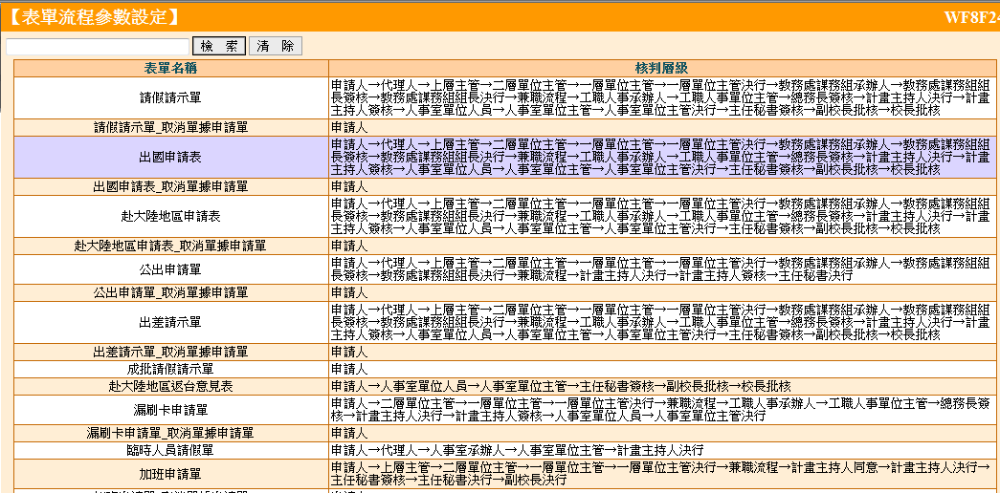 【表單流程參數設定】 WF8F24
檢 索 清 除
表單名稱 核判層級
請假請示單
申請人→代理人→上層主管→二層單位主管→一層單位主管→一層單位主管決行→教務處課務組承辦人→教務處課務組組
長簽核→教務處課務組組長決行→兼職流程→工職人事承辦人→工職人事單位主管→總務長簽核→計畫主持人決行→計畫
主持人簽核→人事室單位人員→人事室單位主管→人事室單位主管決行→主任秘書簽核→副校長批核→校長批核
請假請示單_取消單據申請單 申請人
出國申請表
申請人→代理人→上層主管→二層單位主管→一層單位主管→一層單位主管決行→教務處課務組承辦人→教務處課務組組
長簽核→教務處課務組組長決行→兼職流程→工職人事承辦人→工職人事單位主管→總務長簽核→計畫主持人決行→計畫
主持人簽核→人事室單位人員→人事室單位主管→人事室單位主管決行→主任秘書簽核→副校長批核→校長批核
出國申請表_取消單據申請單 申請人
赴大陸地區申請表
申請人→代理人→上層主管→二層單位主管→一層單位主管→一層單位主管決行→教務處課務組承辦人→教務處課務組組
長簽核→教務處課務組組長決行→兼職流程→工職人事承辦人→工職人事單位主管→總務長簽核→計畫主持人決行→計畫
主持人簽核→人事室單位人員→人事室單位主管→人事室單位主管決行→主任秘書簽核→副校長批核→校長批核
赴大陸地區申請表_取消單據申請單 申請人
公出申請單
申請人→代理人→上層主管→二層單位主管→一層單位主管→一層單位主管決行→教務處課務組承辦人→教務處課務組組
長簽核→教務處課務組組長決行→兼職流程→計畫主持人決行→計畫主持人簽核→主任秘書決行
公出申請單_取消單據申請單 申請人
出差請示單
申請人→代理人→上層主管→二層單位主管→一層單位主管→一層單位主管決行→教務處課務組承辦人→教務處課務組組
長簽核→教務處課務組組長決行→兼職流程→工職人事承辦人→工職人事單位主管→總務長簽核→計畫主持人決行→計畫
主持人簽核→人事室單位人員→人事室單位主管→人事室單位主管決行→主任秘書簽核→副校長批核→校長批核
出差請示單_取消單據申請單 申請人
成批請假請示單 申請人
赴大陸地區返台意見表 申請人→人事室單位人員→人事室單位主管→主任秘書簽核→副校長批核→校長批核
漏刷卡申請單
申請人→二層單位主管→一層單位主管→一層單位主管決行→兼職流程→工職人事承辦人→工職人事單位主管→總務長簽
核→計畫主持人決行→計畫主持人簽核→人事室單位人員→人事室單位主管決行
漏刷卡申請單_取消單據申請單 申請人
臨時人員請假單 申請人→代理人→人事室承辦人→人事室單位主管→計畫主持人決行
加班申請單
申請人→上層主管→二層單位主管→一層單位主管→一層單位主管決行→兼職流程→計畫主持人同意→計畫主持人決行→
主任秘書簽核→主任秘書決行→副校長決行